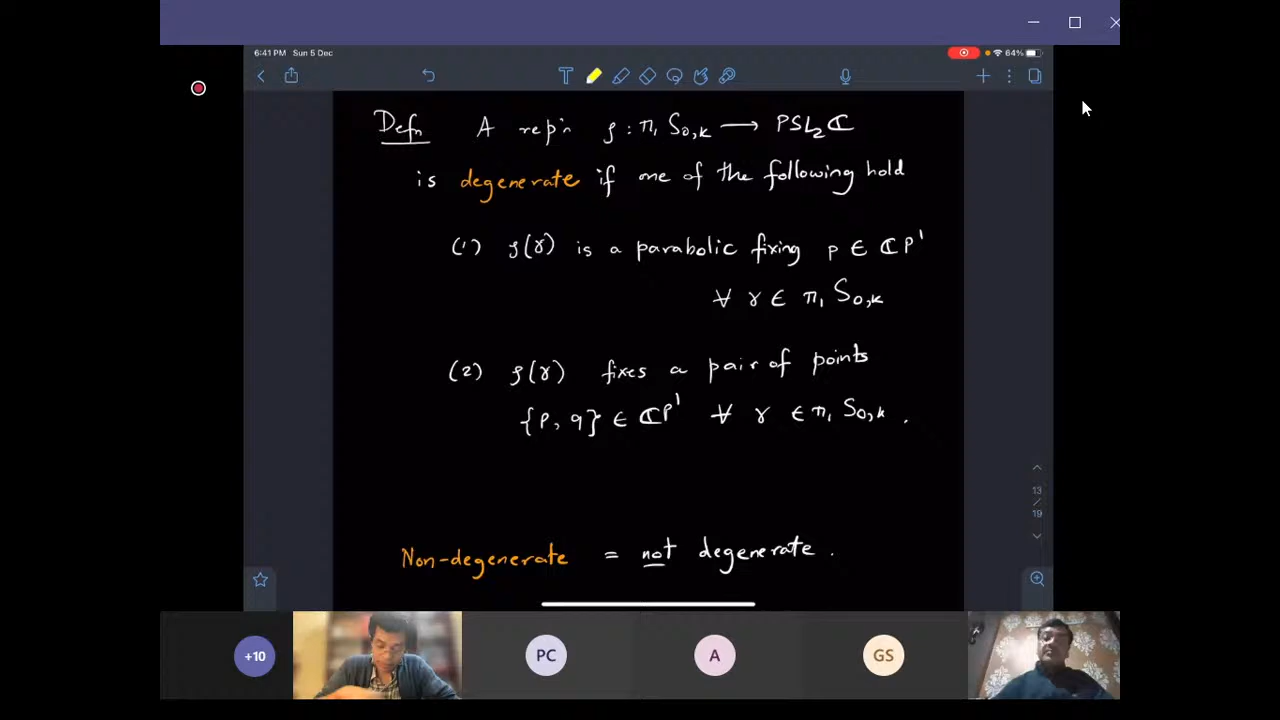 6:41 PM Sun 5 Dec
64%
T
Defn A rep'n ρ : π₁ S₀,ₖ ⟶ PSL₂ ℂ
is degenerate if one of the following hold
(1) ρ(γ) is a parabolic fixing p ∈ ℂP¹
∀ γ ∈ π₁ S₀,ₖ
(2) ρ(γ) fixes a pair of points
{p, q} ∈ ℂP¹ ∀ γ ∈ π₁ S₀,ₖ .
13
/
19
Non-degenerate = not degenerate .
+10
PC
A
GS